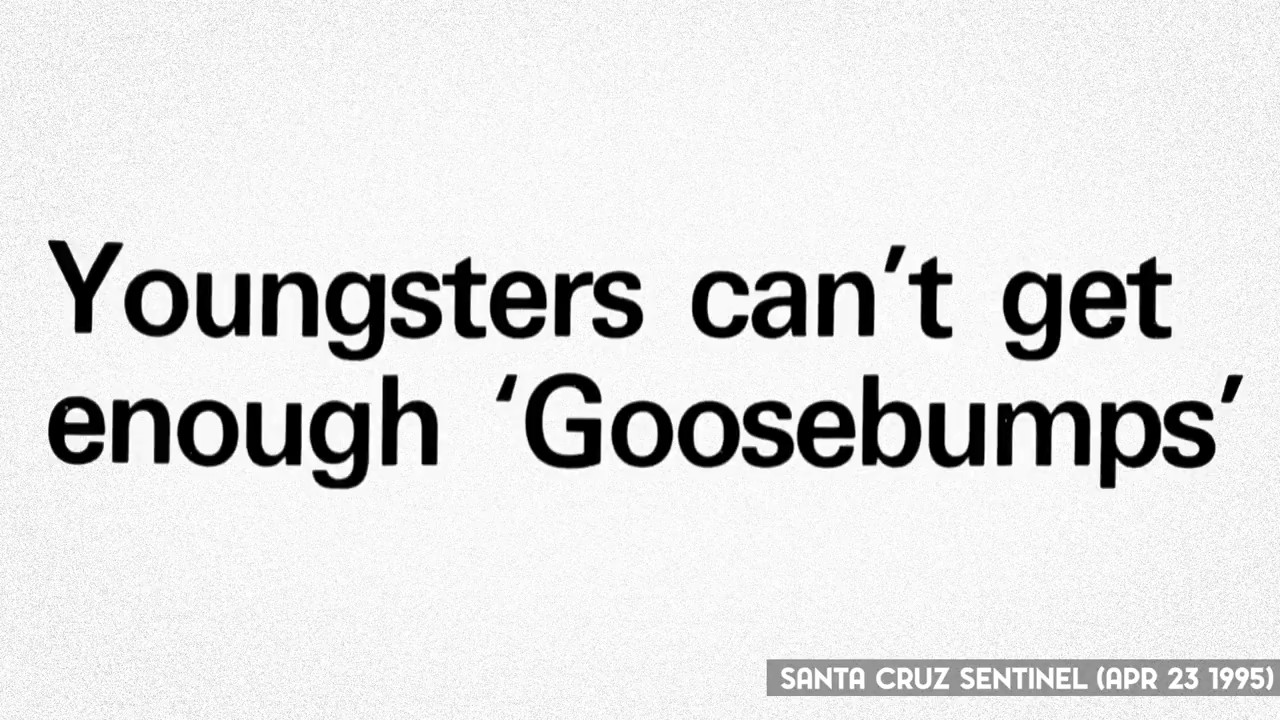 Youngsters can't get
enough ‘Goosebumps’
SANTA CRUZ SENTINEL (APR 23 1995)